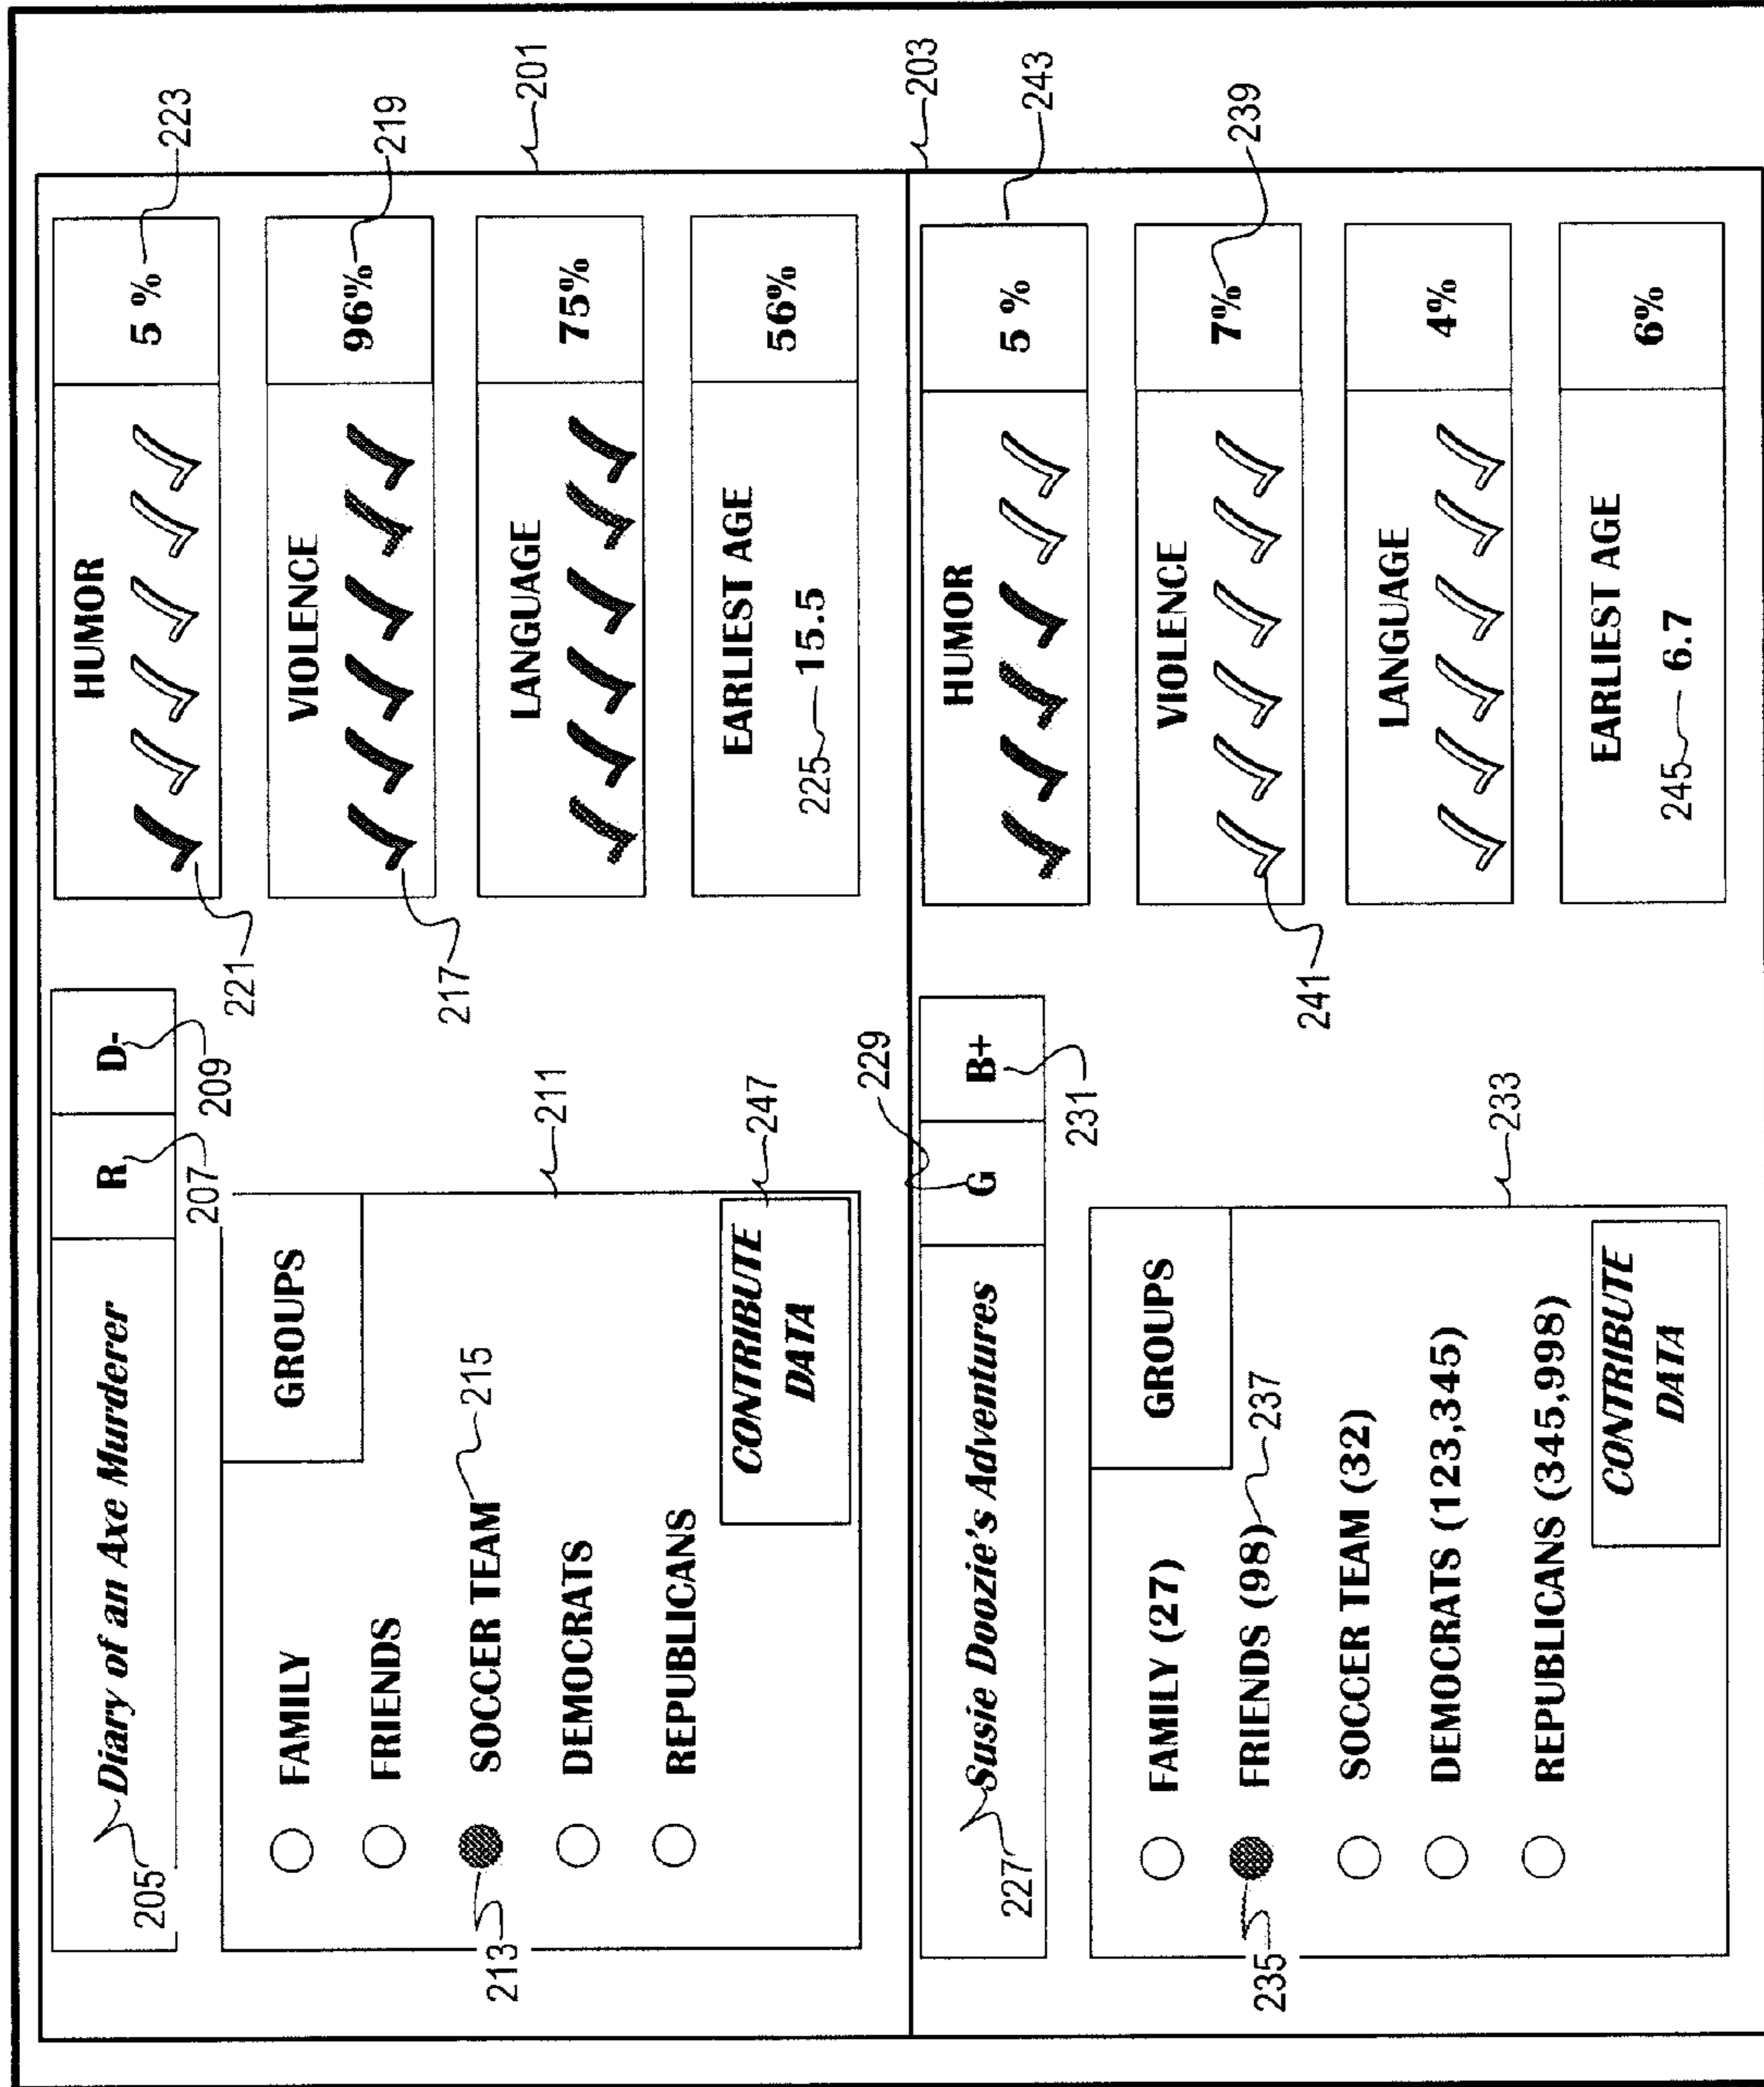 Diary of an Axe Murderer
R
D-
205
207
209
GROUPS
FAMILY
FRIENDS
SOCCER TEAM
DEMOCRATS
REPUBLICANS
CONTRIBUTE
DATA
213
215
211
247
HUMOR
5 %
221
223
VIOLENCE
96%
217
219
LANGUAGE
75%
EARLIEST AGE
225
15.5
56%
201
203
Susie Doozie's Adventures
G
B+
227
229
231
GROUPS
FAMILY (27)
FRIENDS (98)
SOCCER TEAM (32)
DEMOCRATS (123,345)
REPUBLICANS (345,998)
CONTRIBUTE
DATA
235
237
233
HUMOR
5 %
243
VIOLENCE
7%
241
239
LANGUAGE
4%
EARLIEST AGE
245
6.7
6%